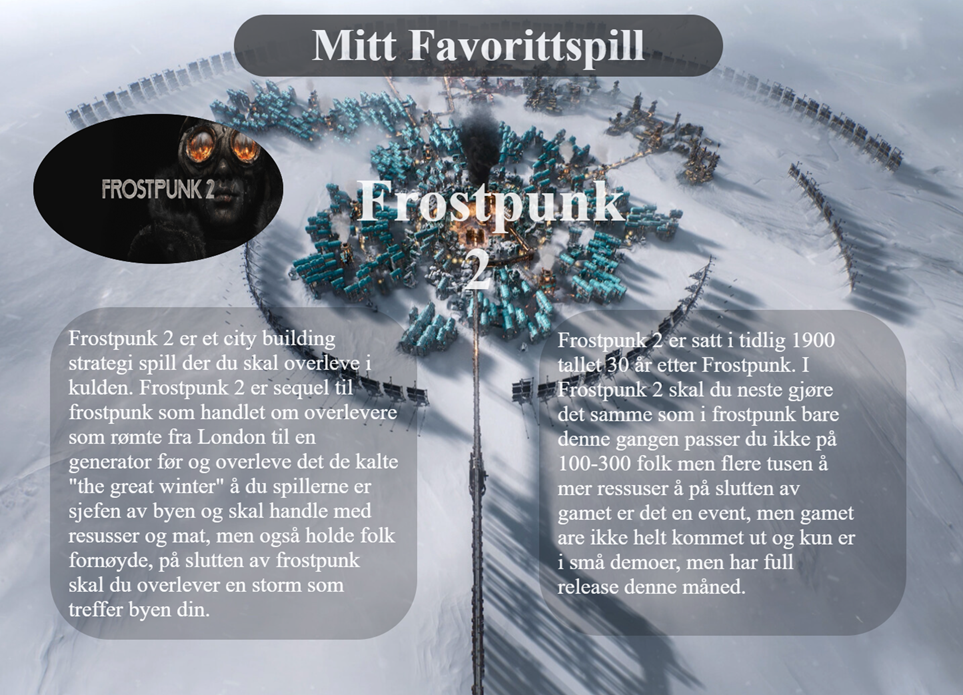 Mitt Favorittspill
FROSTPUNK 2
Frostpunk
2
Frostpunk 2 er et city building
strategi spill der du skal overleve i
kulden. Frostpunk 2 er sequel til
frostpunk som handlet om overlevere
som rømte fra London til en
generator før og overleve det de kalte
"the great winter" å du spillerne er
sjefen av byen og skal handle med
resusser og mat, men også holde folk
fornøyde, på slutten av frostpunk
skal du overlever en storm som
treffer byen din.
Frostpunk 2 er satt i tidlig 1900
tallet 30 år etter Frostpunk. I
Frostpunk 2 skal du neste gjøre
det samme som i frostpunk bare
denne gangen passer du ikke på
100-300 folk men flere tusen å
mer ressuser å på slutten av
gamet er det en event, men gamet
are ikke helt kommet ut og kun er
i små demoer, men har full
release denne måned.